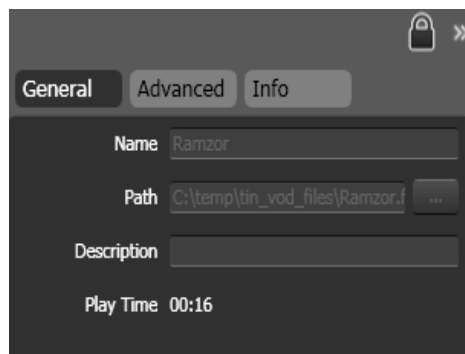 »
General Advanced Info
Name Ramzor
Path C:\temp\tin_vod_files\Ramzor.f ...
Description
Play Time 00:16